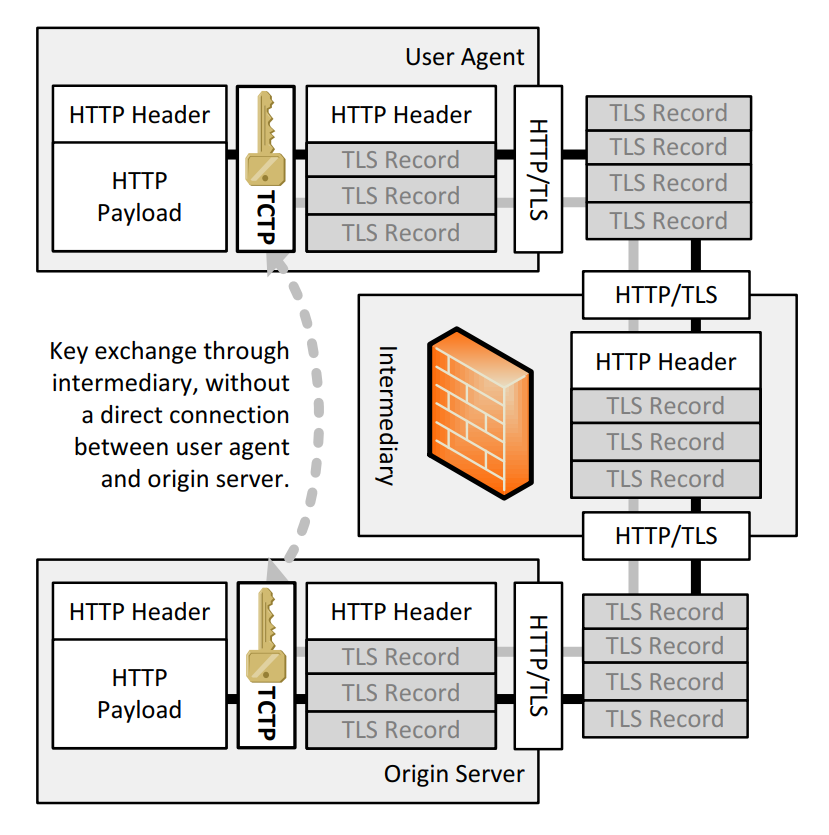 User Agent
HTTP Header
HTTP
Payload
TCTP
HTTP Header
TLS Record
TLS Record
TLS Record
HTTP/TLS
TLS Record
TLS Record
TLS Record
TLS Record
Key exchange through
intermediary, without
a direct connection
between user agent
and origin server.
HTTP/TLS
Intermediary
HTTP Header
TLS Record
TLS Record
TLS Record
HTTP/TLS
HTTP Header
HTTP
Payload
TCTP
HTTP Header
TLS Record
TLS Record
TLS Record
HTTP/TLS
TLS Record
TLS Record
TLS Record
TLS Record
Origin Server